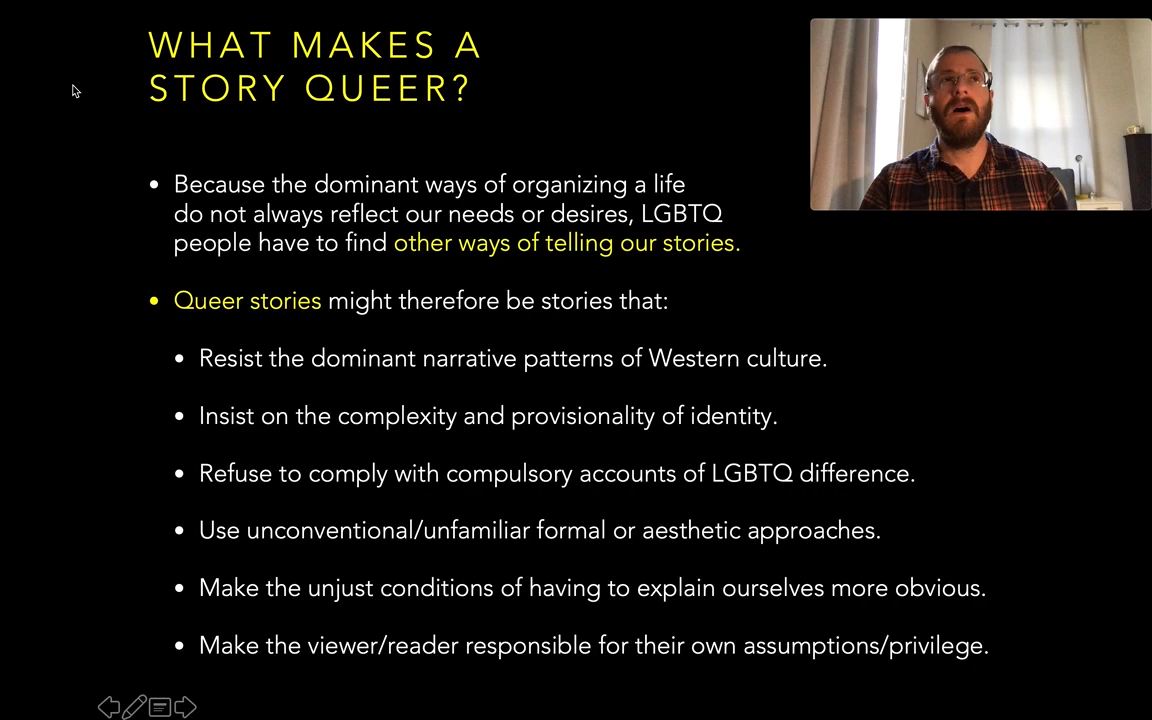 WHAT MAKES A
STORY QUEER?
• Because the dominant ways of organizing a life
do not always reflect our needs or desires, LGBTQ
people have to find other ways of telling our stories.
• Queer stories might therefore be stories that:
• Resist the dominant narrative patterns of Western culture.
• Insist on the complexity and provisionality of identity.
• Refuse to comply with compulsory accounts of LGBTQ difference.
• Use unconventional/unfamiliar formal or aesthetic approaches.
• Make the unjust conditions of having to explain ourselves more obvious.
• Make the viewer/reader responsible for their own assumptions/privilege.